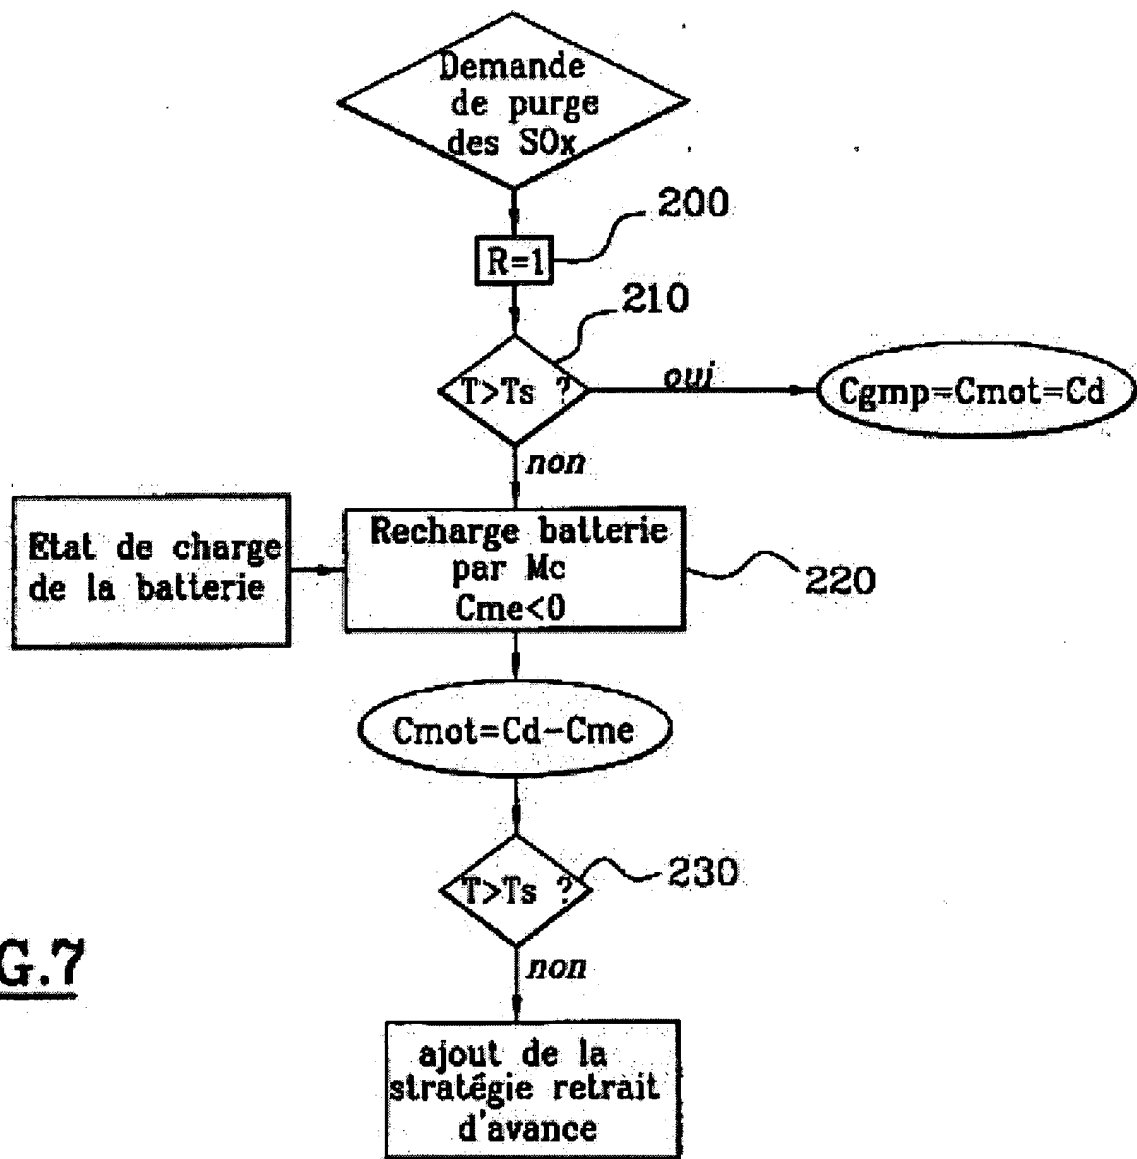 Demande
de purge
des SOx
200
R=1
210
T>Ts ?
oui
Cgmp=Cmot=Cd
non
Etat de charge
de la batterie
Recharge batterie
par Mc
Cme<0
220
Cmot=Cd-Cme
T>Ts ?
230
G.7
non
ajout de la
stratégie retrait
d'avance